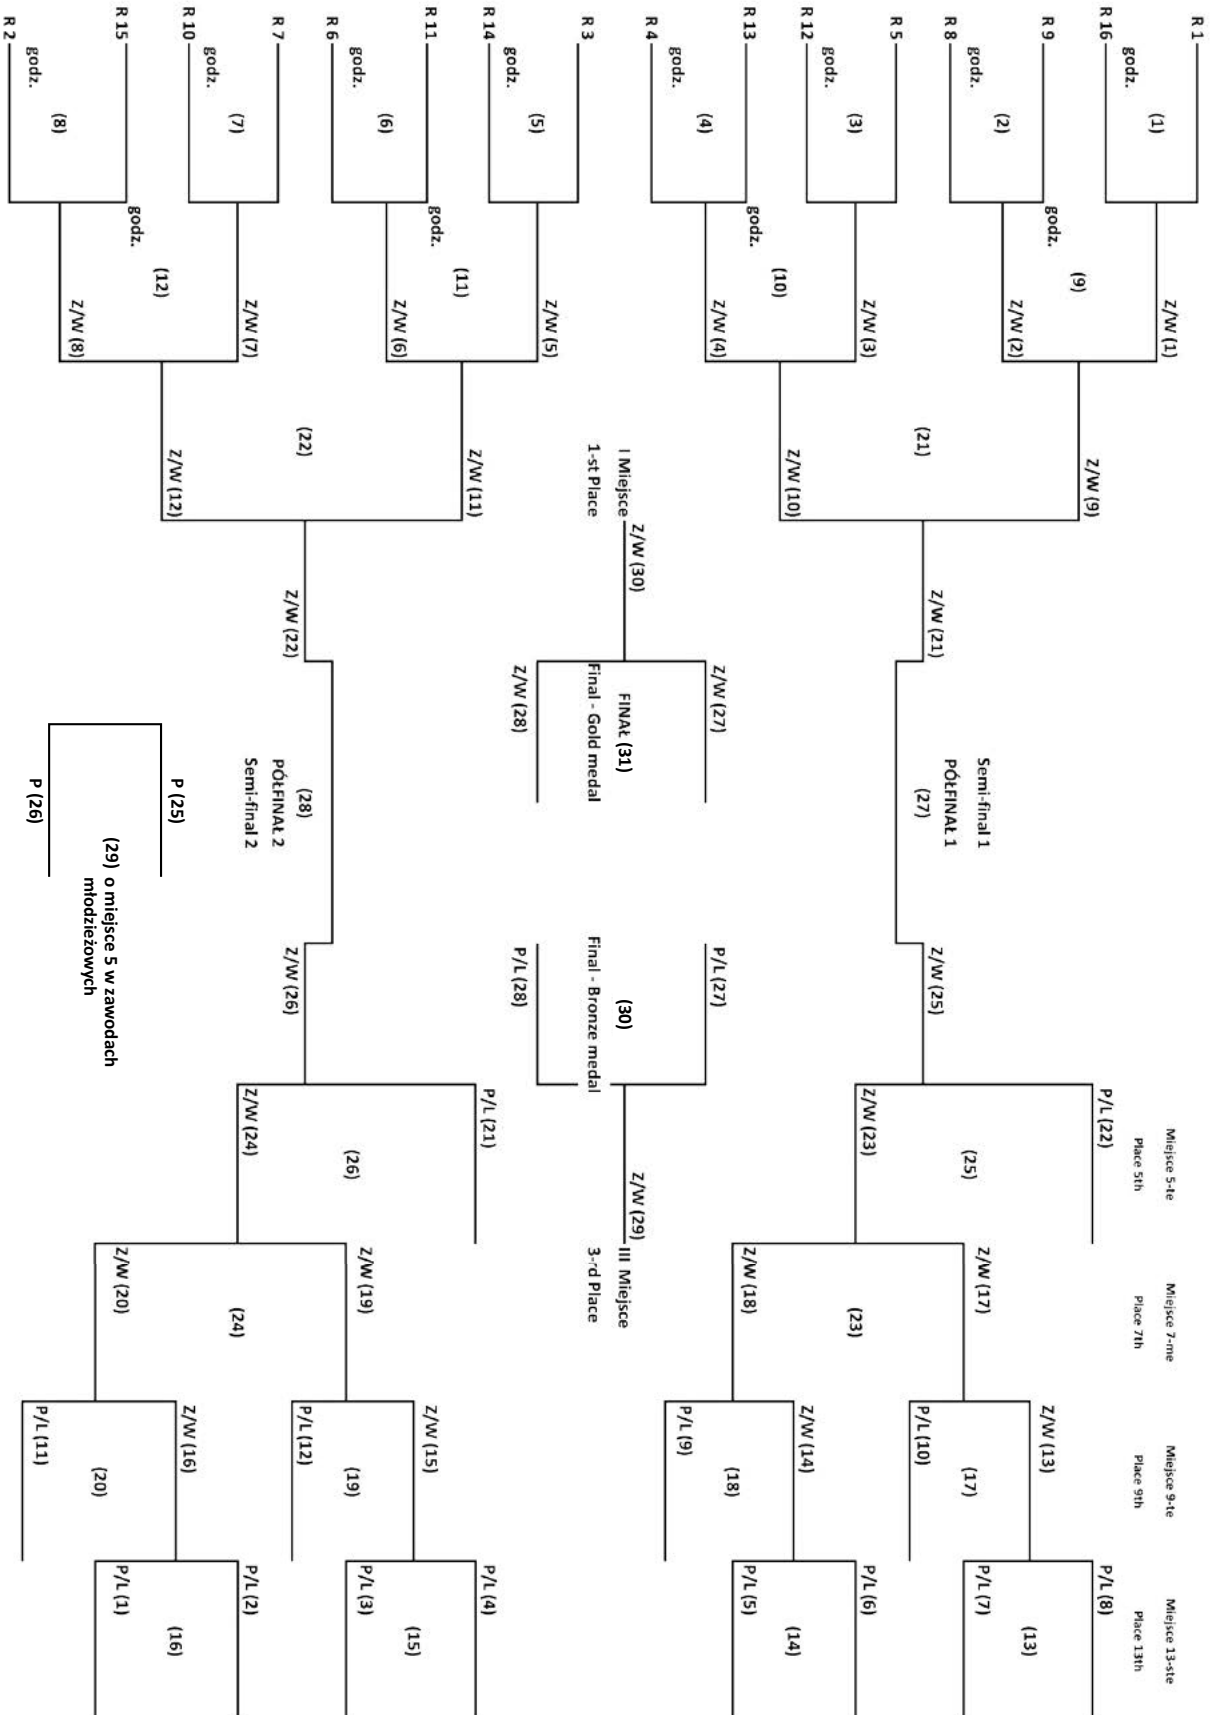 R 1
Miejsce 5-te Miejsce 7-me Miejsce 9-te Miejsce 13-ste
Z/W (1)
(1)
godz.
Place 5th Place 7th Place 9th Place 13th
R 16
P/L (22)
P/L (8)
Z/W (9)
(9)
R 9
godz.
Z/W (13)
(13)
Z/W (2)
(2)
godz.
Semi-final 1
Z/W (17)
P/L (7)
(25)
(17)
R 8
PÓŁFINAŁ 1
Z/W (21)
Z/W (25)
(21)
(27)
P/L (10)
R 5
Z/W (3)
Z/W (23)
P/L (6)
(3)
(23)
godz.
R 12
Z/W (14)
Z/W (10)
(14)
(10)
godz.
R 13
Z/W (18)
P/L (5)
(18)
Z/W (4)
Z/W (27)
P/L (27)
(4)
P/L (9)
godz.
R 4
Z/W (30)
Z/W (29)
I Miejsce
FINAŁ (31)
(30)
III Miejsce
1-st Place
Final - Gold medal
Final - Bronze medal
3-rd Place
R 3
Z/W (5)
(5)
Z/W (28)
P/L (28)
godz.
R 14
P/L (21)
P/L (4)
Z/W (11)
(11)
godz.
R 11
Z/W (15)
(15)
Z/W (6)
(6)
Z/W (19)
P/L (3)
(26)
(19)
godz.
R 6
(22)
(28)
P/L (12)
PÓŁFINAŁ 2
Z/W (22)
Z/W (26)
R 7
Semi-final 2
Z/W (7)
Z/W (24)
P/L (2)
(7)
(24)
godz.
R 10
Z/W (16)
Z/W (12)
P (25)
(16)
(12)
godz.
R 15
Z/W (20)
P/L (1)
(29) o miejsce 5 w zawodach
młodzieżowych
(20)
Z/W (8)
(8)
P/L (11)
P (26)
godz.
R 2